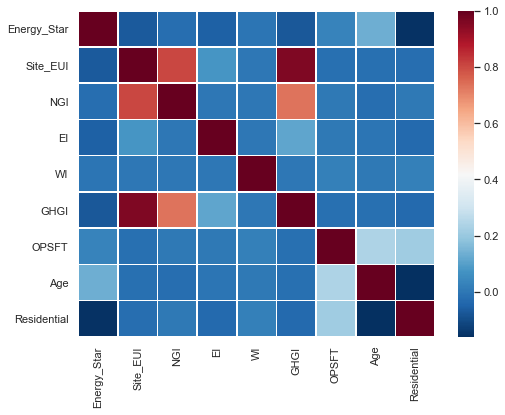 Energy_Star
Site_EUI
NGI
EI
WI
GHGI
OPSFT
Age
Residential
Energy_Star
Site_EUI
NGI
EI
WI
GHGI
OPSFT
Age
Residential
1.0
0.8
0.6
0.4
0.2
0.0